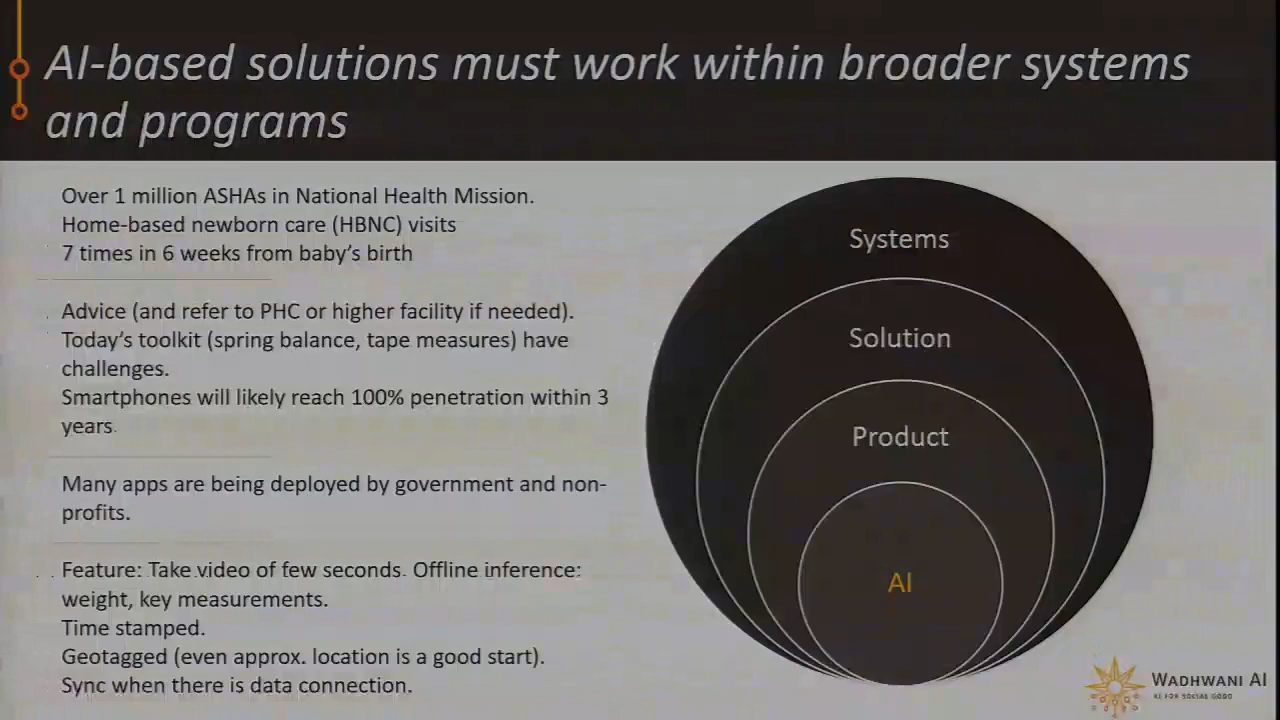 AI-based solutions must work within broader systems
and programs
Over 1 million ASHAs in National Health Mission.
Home-based newborn care (HBNC) visits
7 times in 6 weeks from baby's birth
Advice (and refer to PHC or higher facility if needed).
Today's toolkit (spring balance, tape measures) have
challenges.
Smartphones will likely reach 100% penetration within 3
years.
Many apps are being deployed by government and non-
profits.
Feature: Take video of few seconds. Offline inference:
weight, key measurements.
Time stamped.
Geotagged (even approx. location is a good start).
Sync when there is data connection.
Systems
Solution
Product
AI
WADHWANI AI
AI FOR SOCIAL GOOD